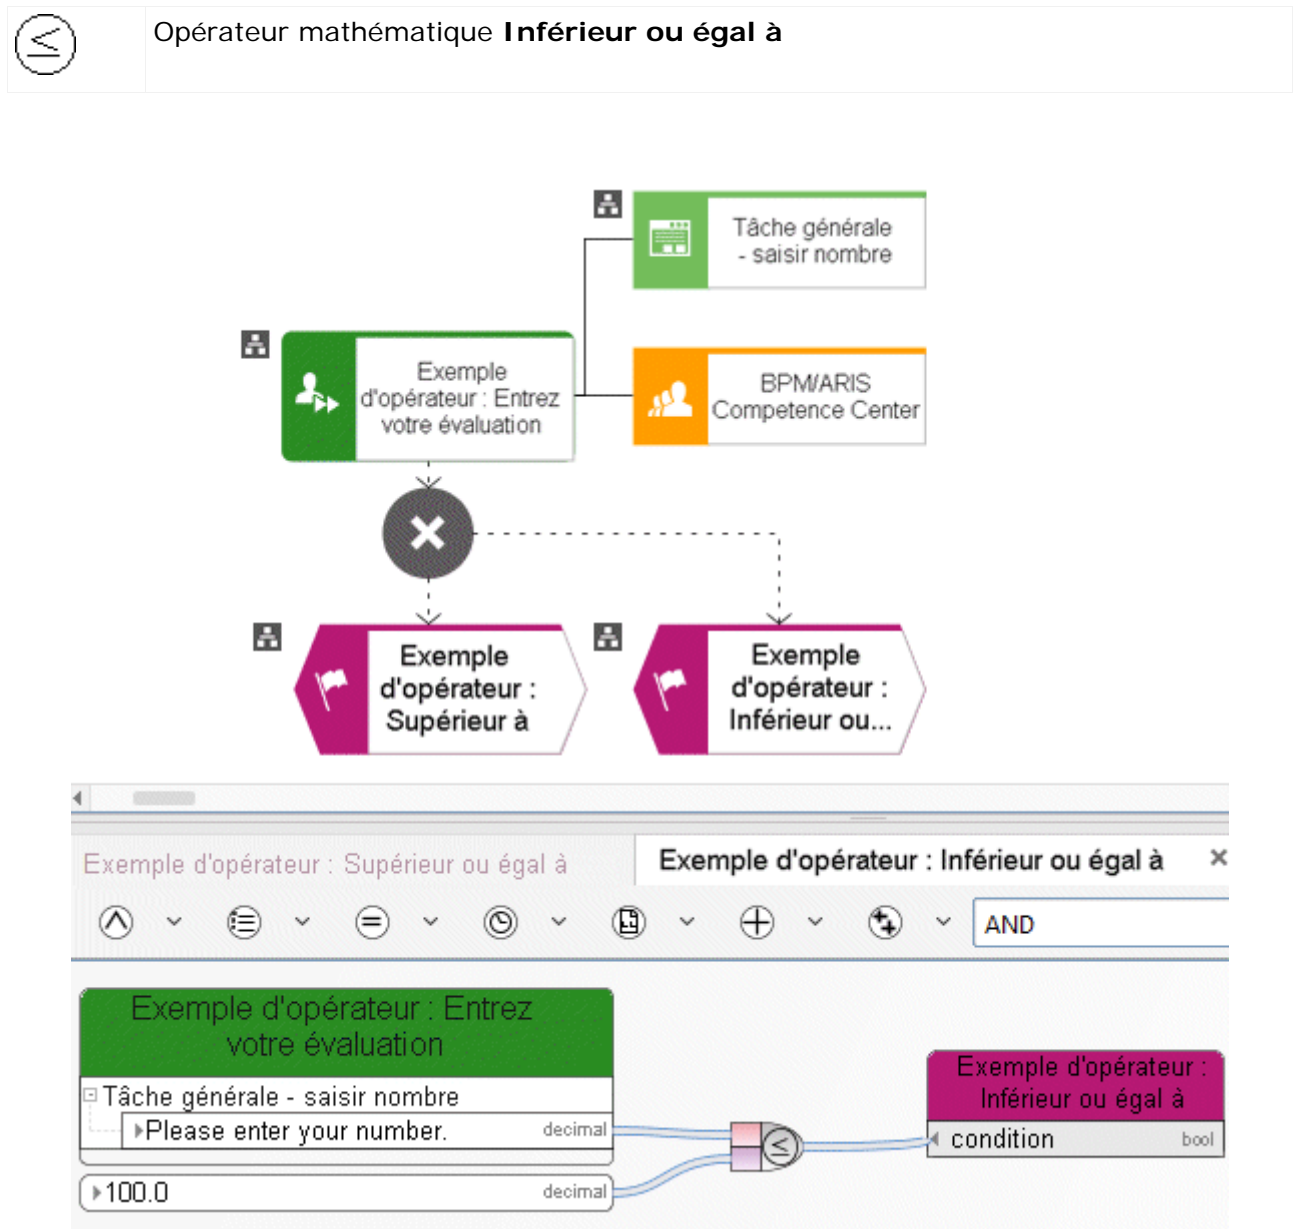 ≤
Opérateur mathématique Inférieur ou égal à
Tâche générale
- saisir nombre
Exemple
d'opérateur : Entrez
votre évaluation
BPM/ARIS
Competence Center
Exemple
d'opérateur :
Supérieur à
Exemple
d'opérateur :
Inférieur ou...
Exemple d'opérateur : Supérieur ou égal à
Exemple d'opérateur : Inférieur ou égal à
AND
Exemple d'opérateur : Entrez
votre évaluation
Tâche générale - saisir nombre
Please enter your number. decimal
100.0 decimal
≤
Exemple d'opérateur :
Inférieur ou égal à
condition bool